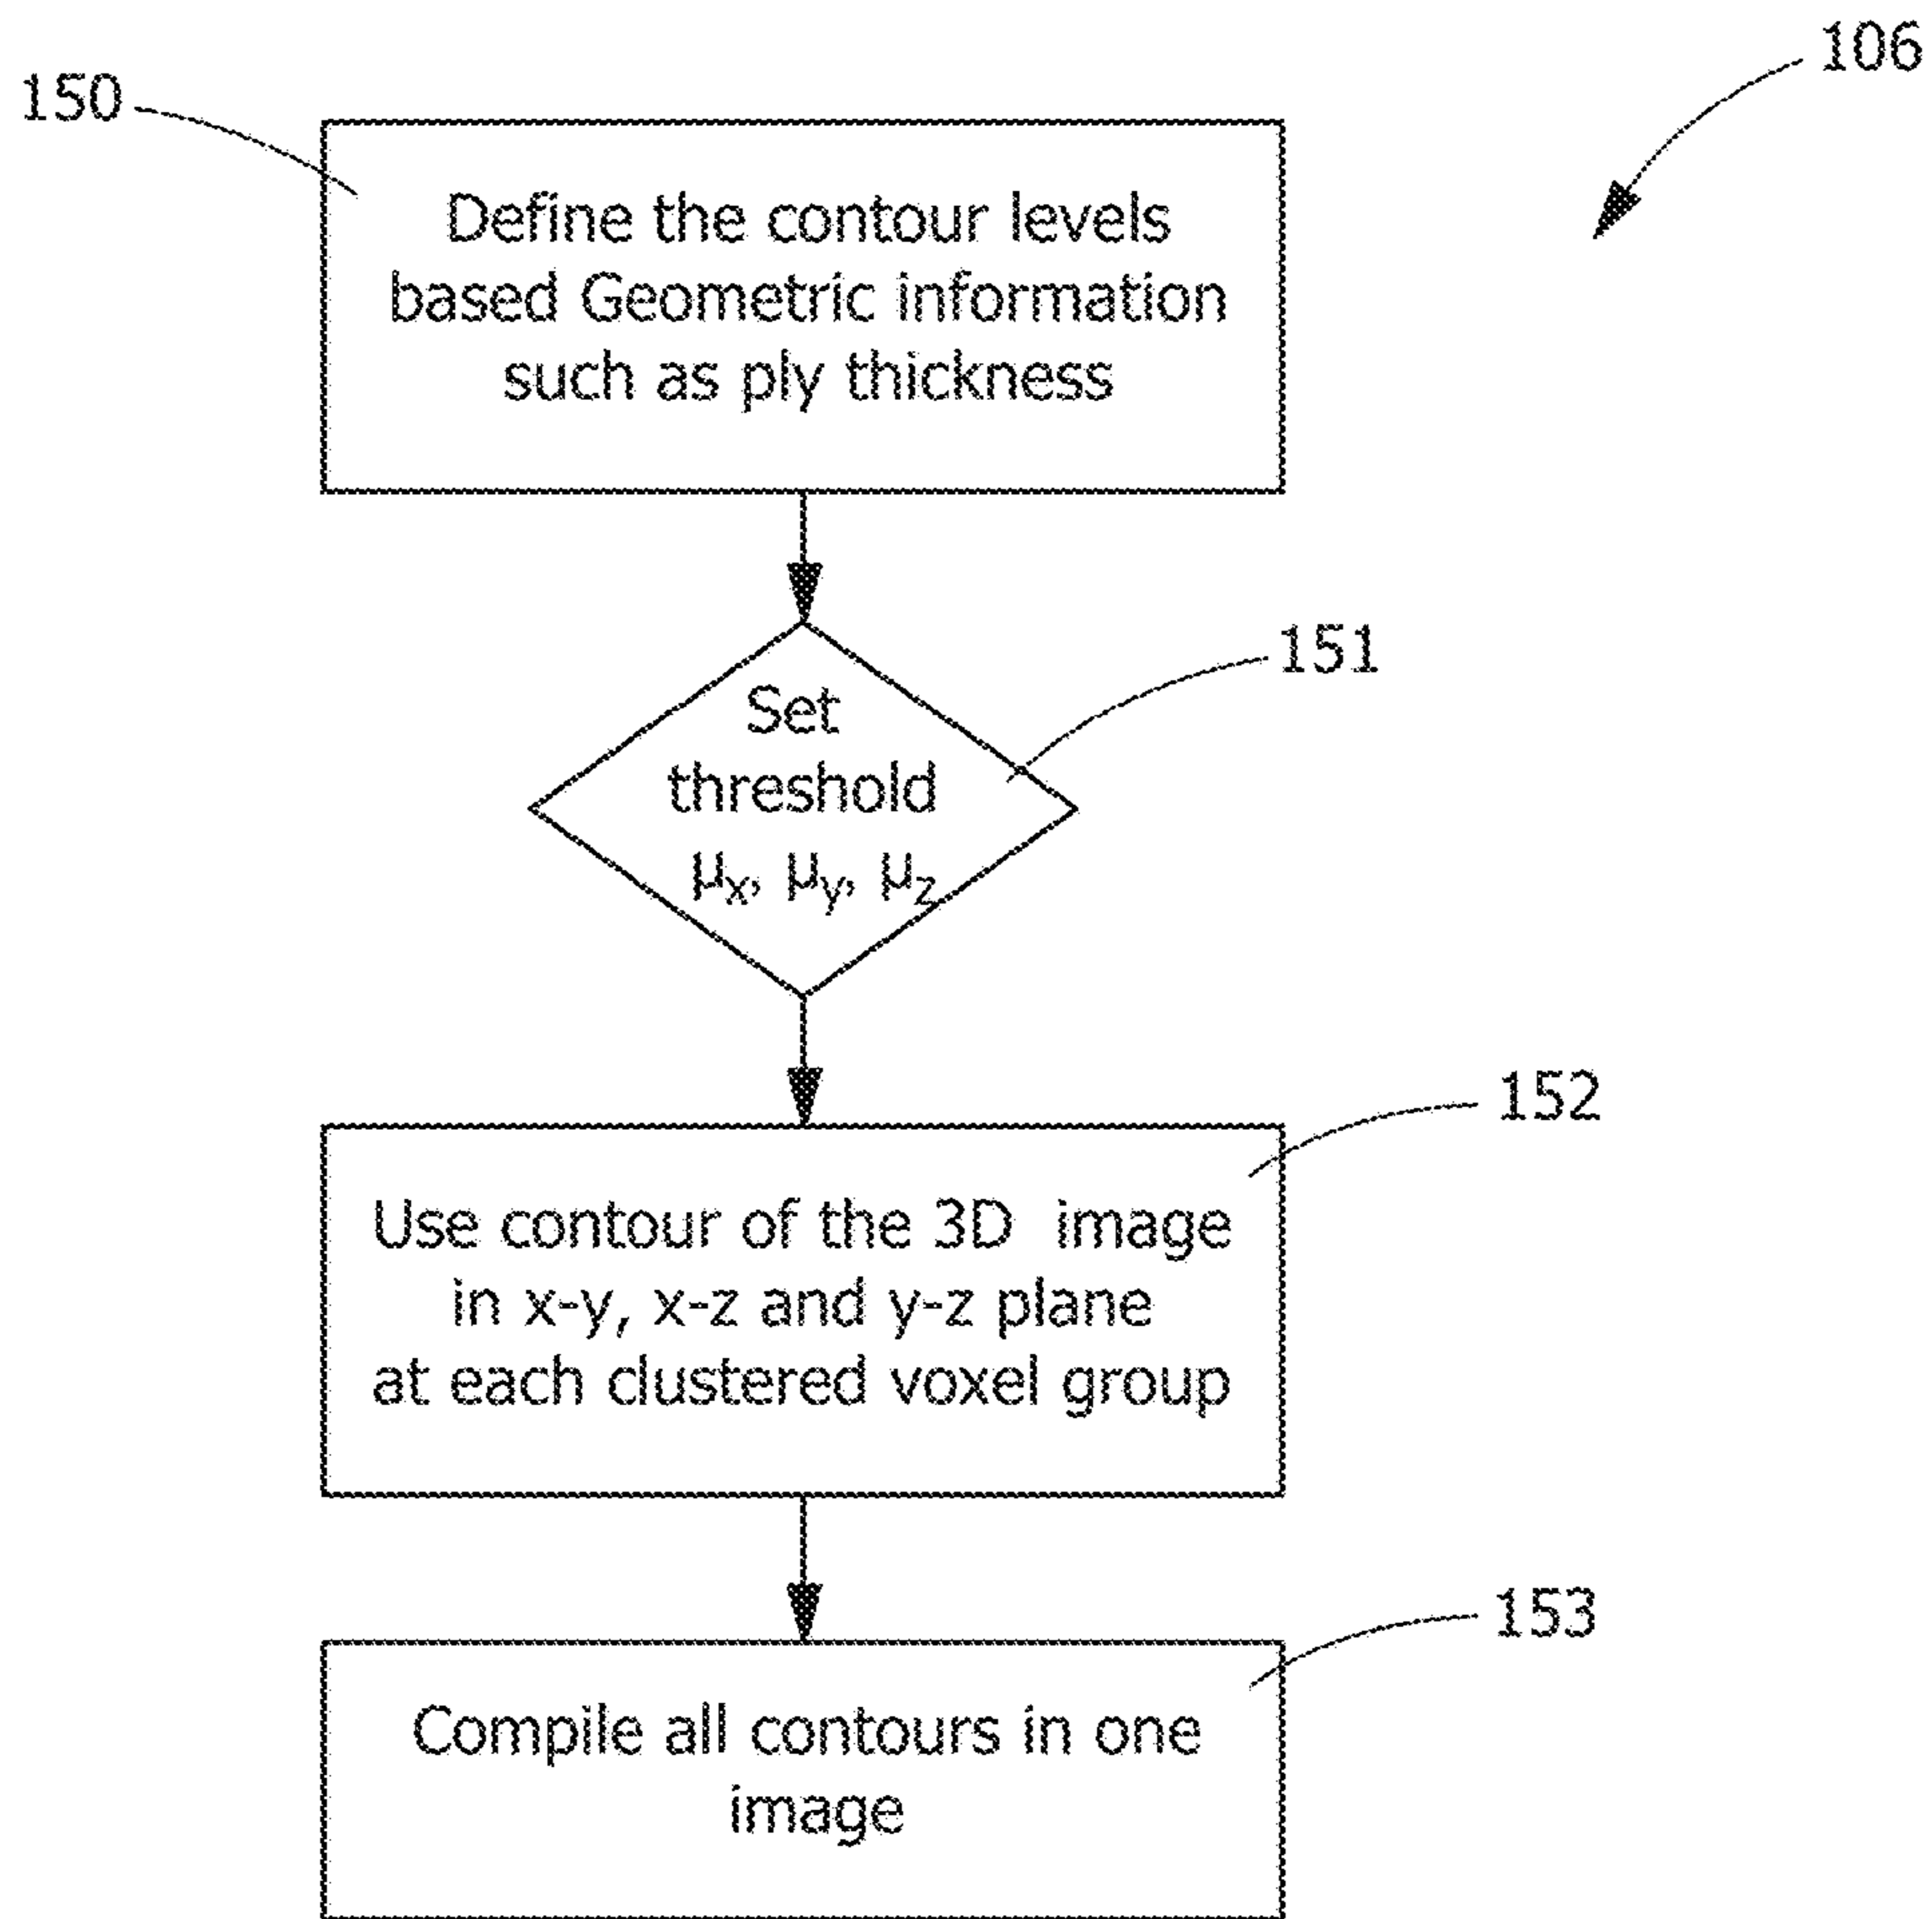 106
150
Define the contour levels
based Geometric information
such as ply thickness
151
Set
threshold
μx, μy, μz
152
Use contour of the 3D image
in x-y, x-z and y-z plane
at each clustered voxel group
153
Compile all contours in one
image